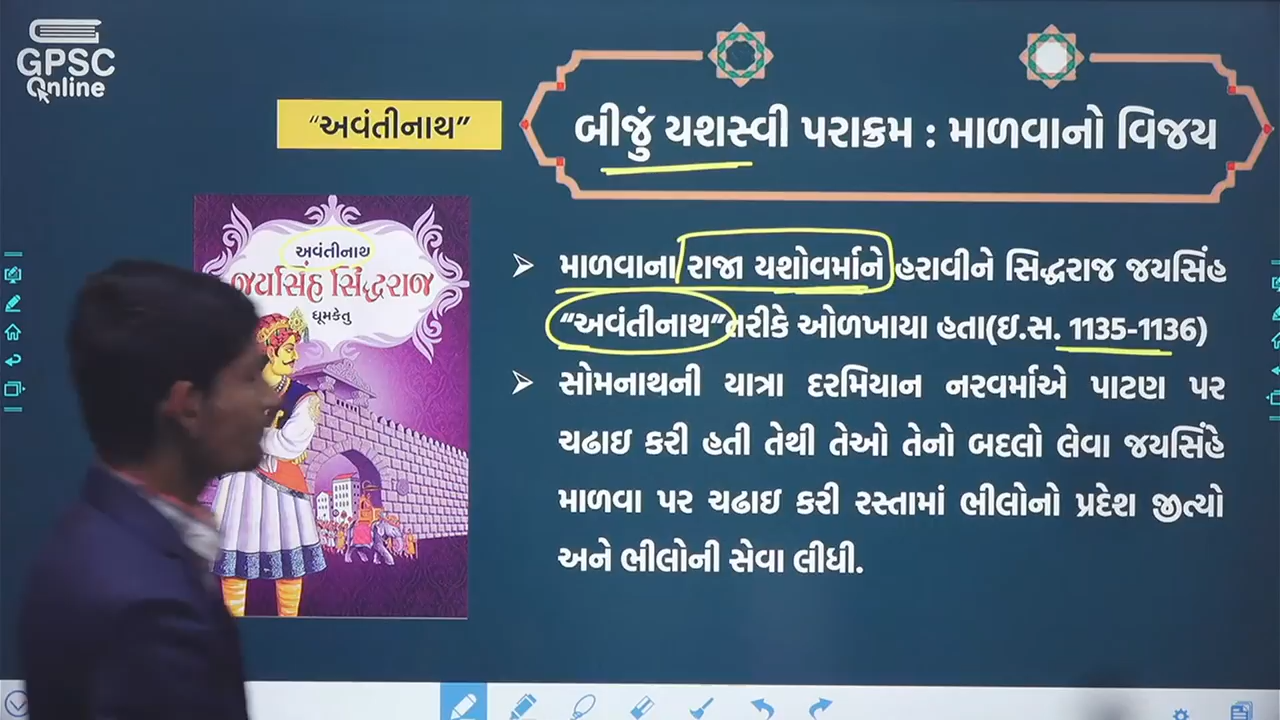 GPSC
Online
“અવંતીનાથ”
બીજું યશસ્વી પરાક્રમ : માળવાનો વિજય
અવંતીનાથ
જયસિંહ સિદ્ધરાજ
ધૂમકેતુ
માળવાના રાજા યશોવર્માને હરાવીને સિદ્ધરાજ જયસિંહ
“અવંતીનાથ” તરીકે ઓળખાયા હતા(ઇ.સ. 1135-1136)
સોમનાથની યાત્રા દરમિયાન નરવર્માએ પાટણ પર
ચઢાઇ કરી હતી તેથી તેઓ તેનો બદલો લેવા જયસિંહે
માળવા પર ચઢાઇ કરી રસ્તામાં ભીલોનો પ્રદેશ જીત્યો
અને ભીલોની સેવા લીધી.